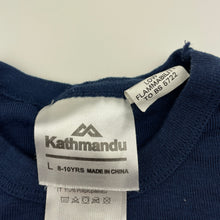 Kathmandu
L 8-10YRS MADE IN CHINA
LOW
FLAMMABILITY
TO BS 5722